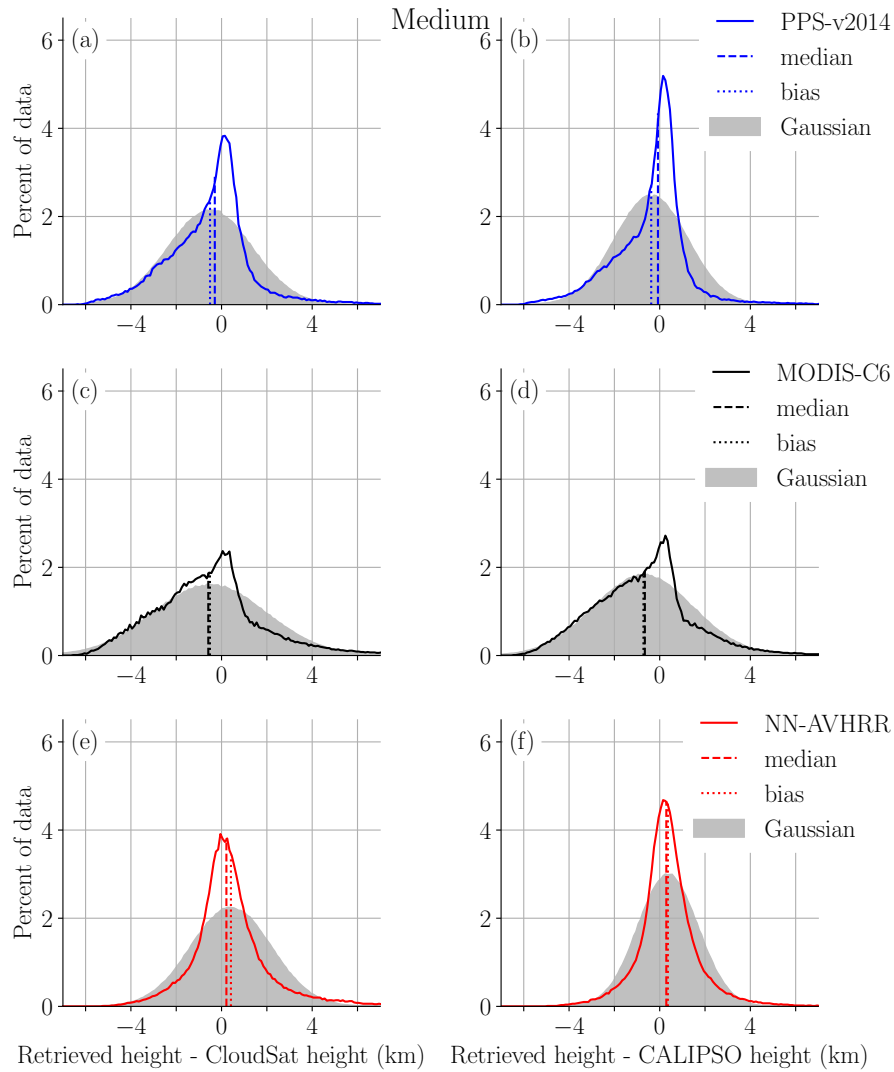 Medium
(a)
(b)
PPS-v2014
median
bias
Gaussian
Percent of data
6
4
2
0
−4
0
4
6
4
2
0
−4
0
4
(c)
(d)
MODIS-C6
median
bias
Gaussian
Percent of data
6
4
2
0
−4
0
4
6
4
2
0
−4
0
4
(e)
(f)
NN-AVHRR
median
bias
Gaussian
Percent of data
6
4
2
0
−4
0
4
6
4
2
0
−4
0
4
Retrieved height - CloudSat height (km)
Retrieved height - CALIPSO height (km)